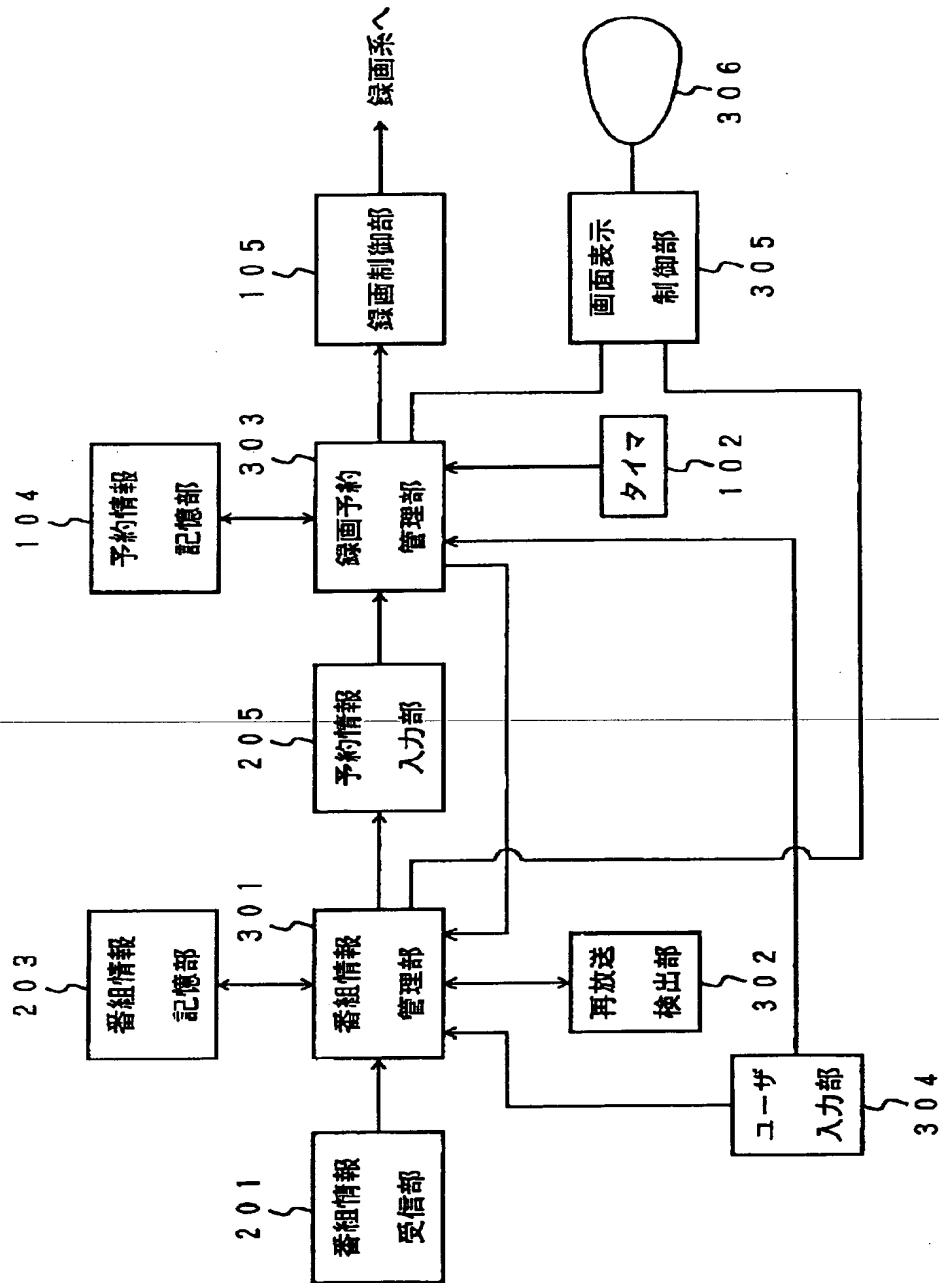 203
番組情報
記憶部
104
予約情報
記憶部
201
番組情報
受信部
301
番組情報
管理部
205
予約情報
入力部
303
録画予約
管理部
105
録画制御部
録画系へ
再放送
検出部
302
タイマ
102
画面表示
制御部
305
306
ユーザ
入力部
304